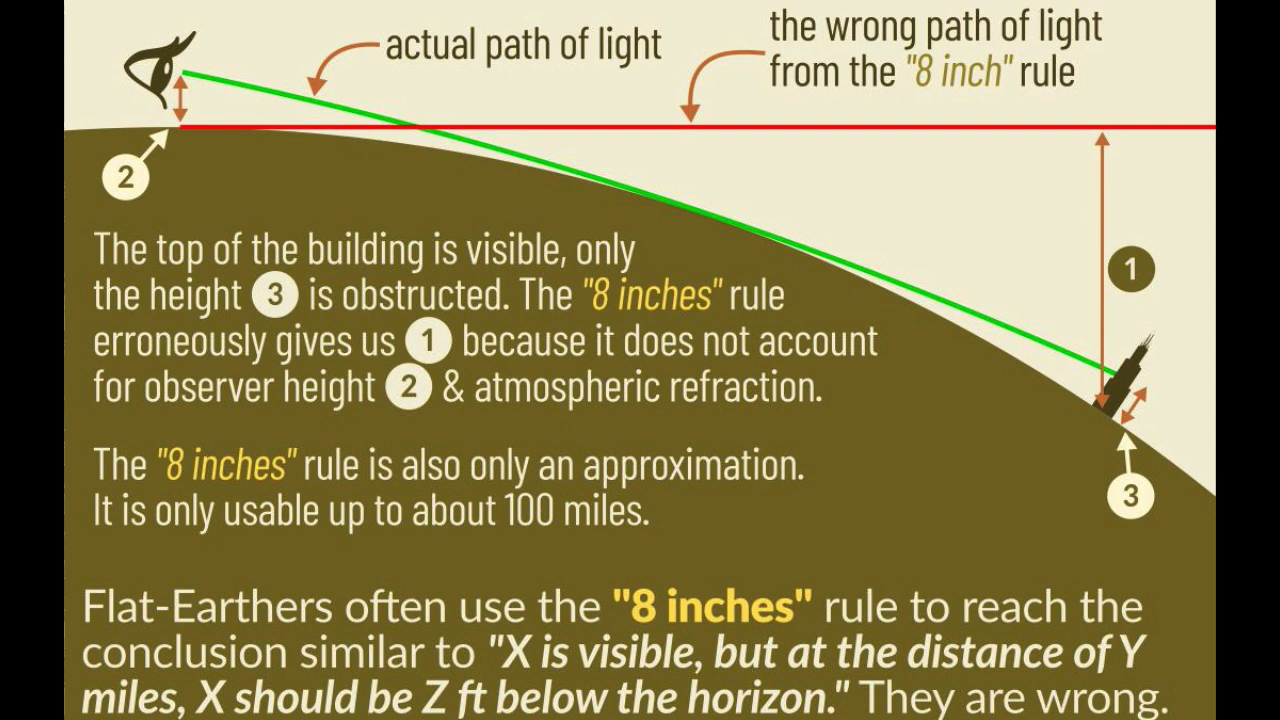 actual path of light
the wrong path of light
from the "8 inch" rule
2
1
The top of the building is visible, only
the height 3 is obstructed. The "8 inches" rule
erroneously gives us 1 because it does not account
for observer height 2 & atmospheric refraction.
The "8 inches" rule is also only an approximation.
It is only usable up to about 100 miles.
3
Flat-Earthers often use the "8 inches" rule to reach the
conclusion similar to "X is visible, but at the distance of Y
miles, X should be Z ft below the horizon." They are wrong.